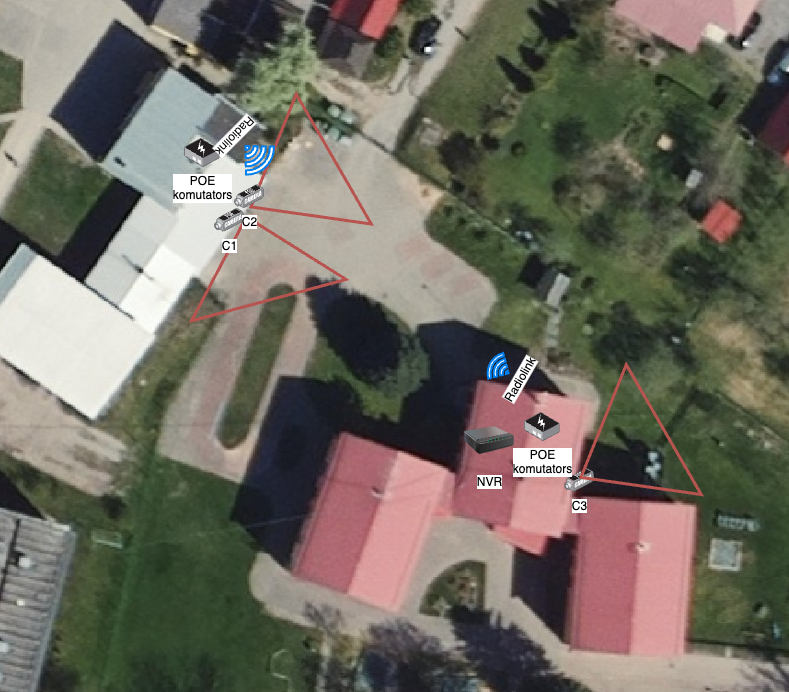 Radiolink
POE
komutators
C2
C1
Radiolink
POE
komutators
NVR
C3